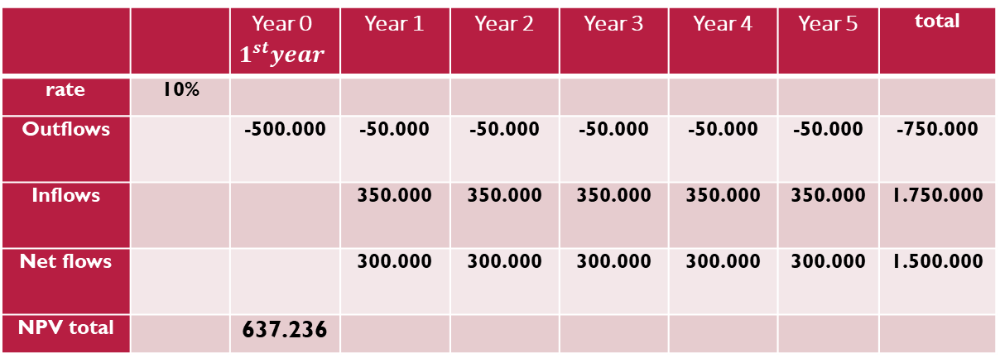 Year 0 Year 1 Year 2 Year 3 Year 4 Year 5 total
1st year
rate 10%
Outflows -500.000 -50.000 -50.000 -50.000 -50.000 -50.000 -750.000
Inflows 350.000 350.000 350.000 350.000 350.000 1.750.000
Net flows 300.000 300.000 300.000 300.000 300.000 1.500.000
NPV total 637.236